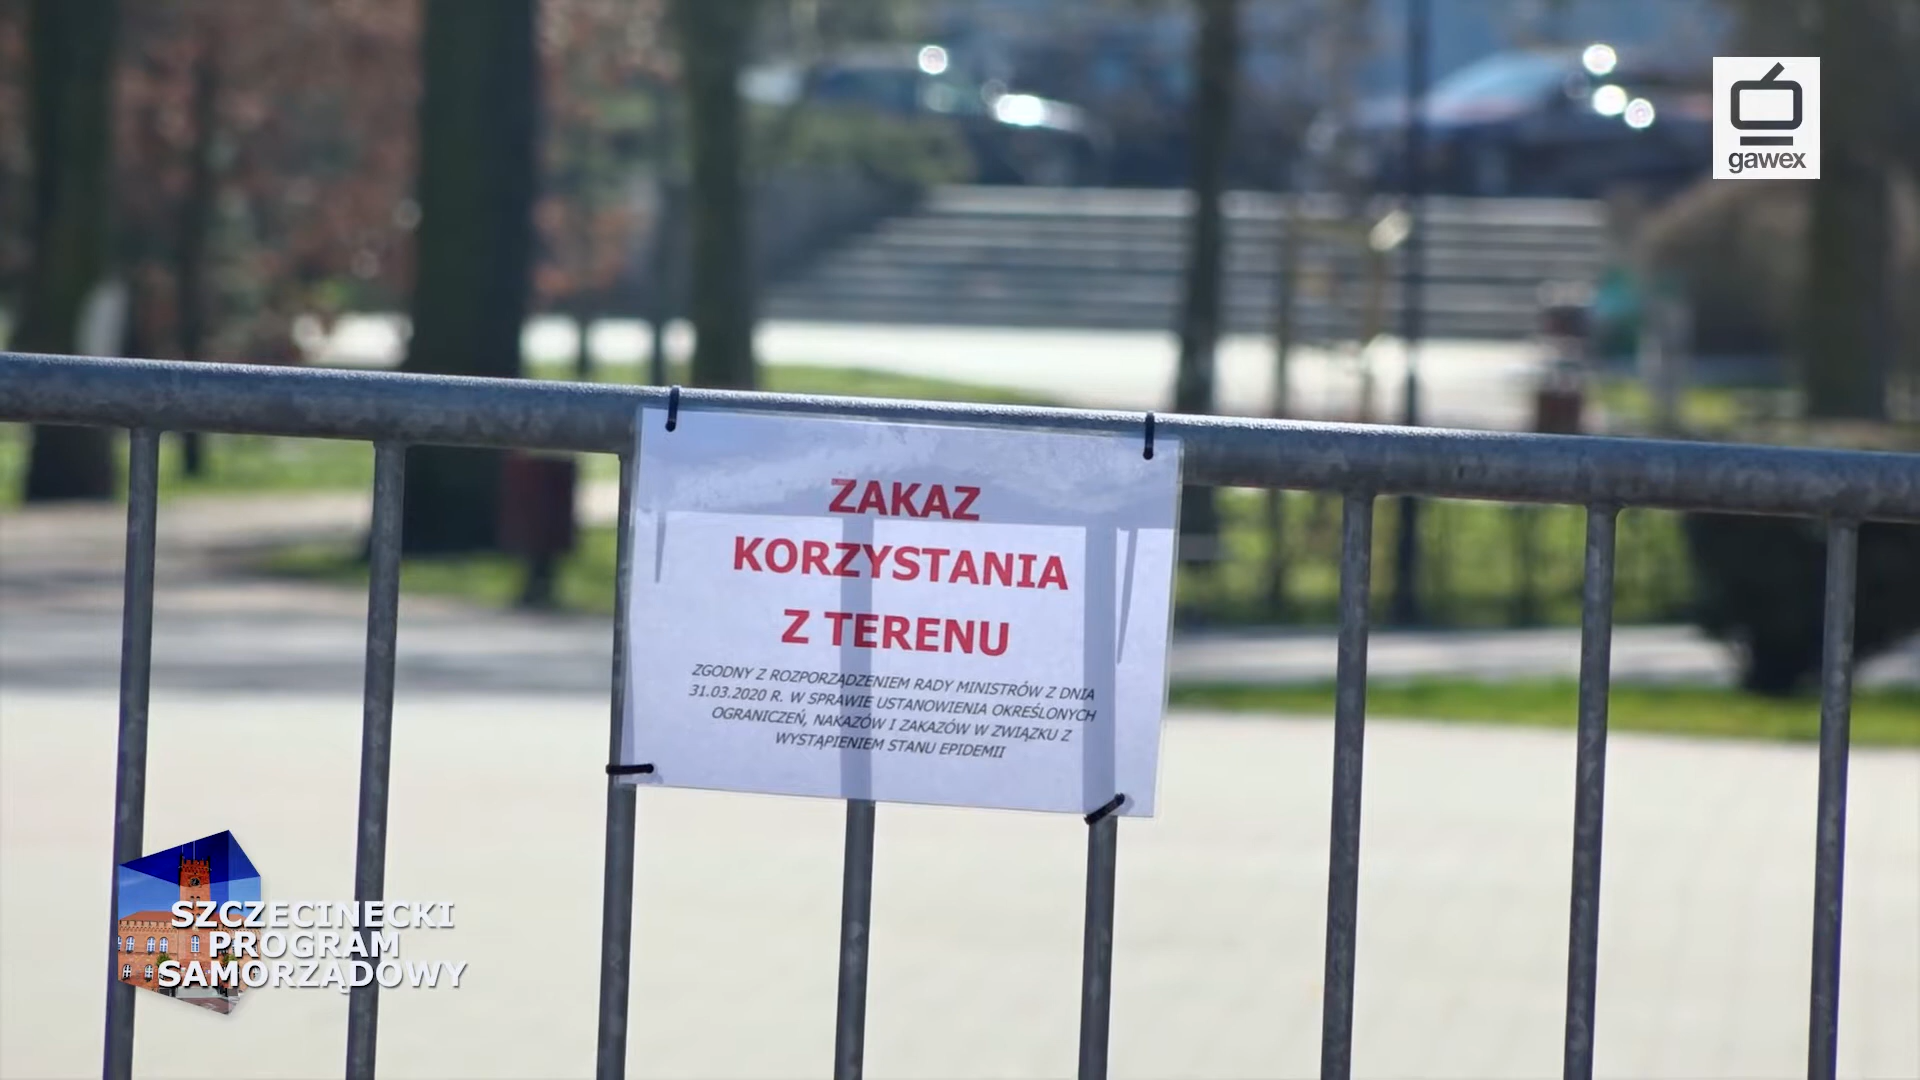 gawex
ZAKAZ
KORZYSTANIA
Z TERENU
ZGODNY Z ROZPORZĄDZENIEM RADY MINISTRÓW Z DNIA
31.03.2020 R. W SPRAWIE USTANOWIENIA OKREŚLONYCH
OGRANICZEŃ, NAKAZÓW I ZAKAZÓW W ZWIĄZKU Z
WYSTĄPIENIEM STANU EPIDEMII
SZCZECINECKI
PROGRAM
SAMORZĄDOWY